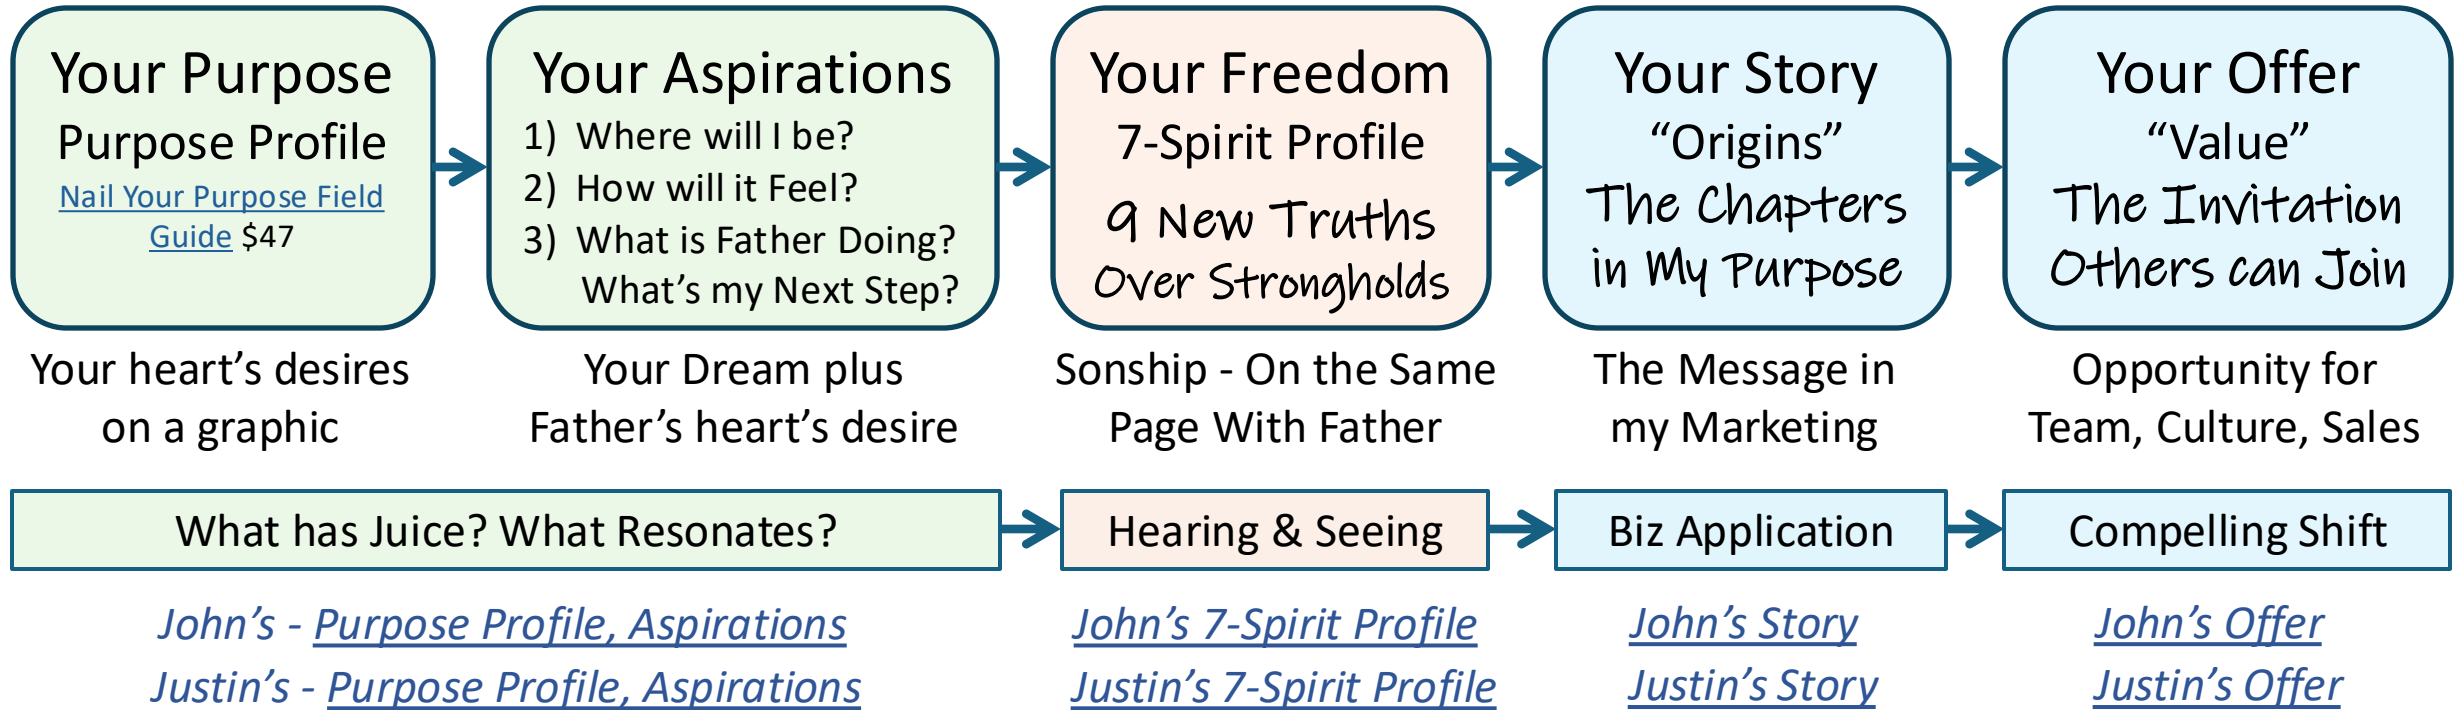 Your Purpose
Purpose Profile
Nail Your Purpose Field
Guide $47
Your Aspirations
1) Where will I be?
2) How will it Feel?
3) What is Father Doing?
What's my Next Step?
Your Freedom
7-Spirit Profile
9 New Truths
Over Strongholds
Your Story
“Origins”
The Chapters
in My Purpose
Your Offer
“Value”
The Invitation
Others can Join
Your heart's desires
on a graphic
Your Dream plus
Father's heart's desire
Sonship - On the Same
Page With Father
The Message in
my Marketing
Opportunity for
Team, Culture, Sales
What has Juice? What Resonates?
Hearing & Seeing
Biz Application
Compelling Shift
John's - Purpose Profile, Aspirations
Justin's - Purpose Profile, Aspirations
John's 7-Spirit Profile
Justin's 7-Spirit Profile
John's Story
Justin's Story
John's Offer
Justin's Offer